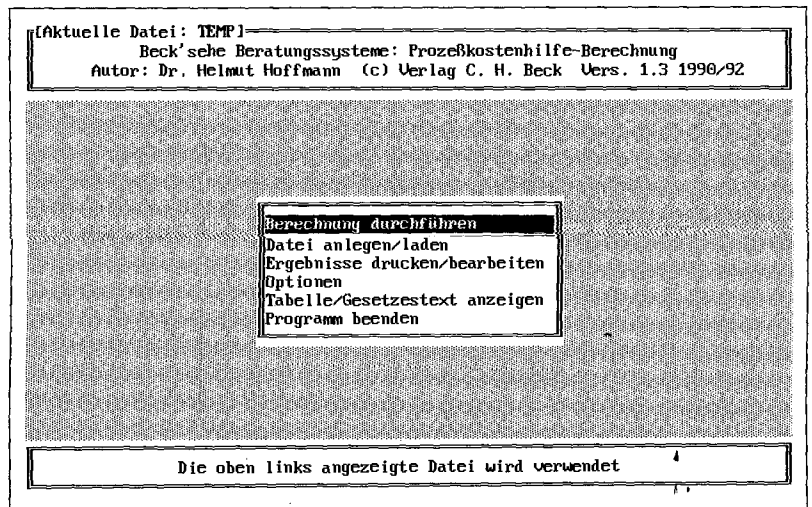 [Aktuelle Datei: TEMP]
Beck'sehe Beratungssysteme: Prozeßkostenhilfe-Berechnung
Autor: Dr. Helmut Hoffmann (c) Verlag C. H. Beck Vers. 1.3 1990/92
Berechnung durchführen
Datei anlegen/laden
Ergebnisse drucken/bearbeiten
Optionen
Tabelle/Gesetzestext anzeigen
Programm beenden
Die oben links angezeigte Datei wird verwendet